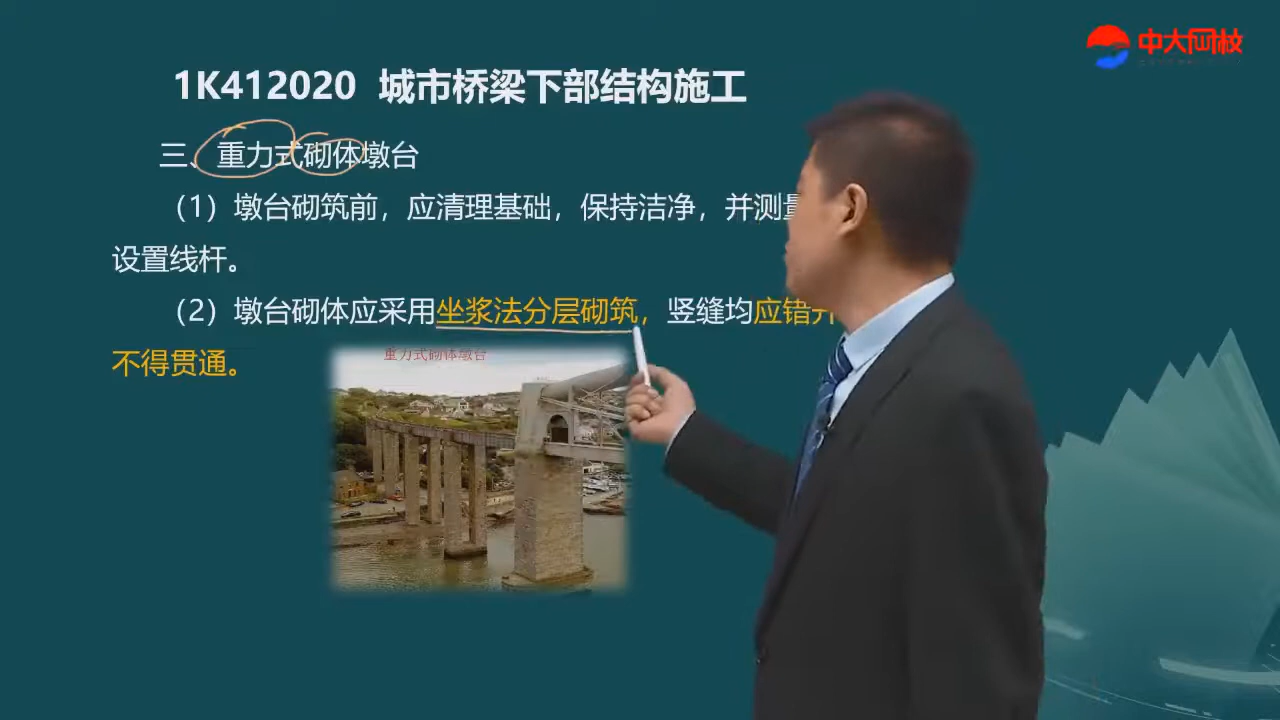 中大网校
1K412020 城市桥梁下部结构施工
三、重力式砌体墩台
（1）墩台砌筑前，应清理基础，保持洁净，并测量
设置线杆。
（2）墩台砌体应采用坐浆法分层砌筑，竖缝均应错开
不得贯通。
重力式砌体墩台